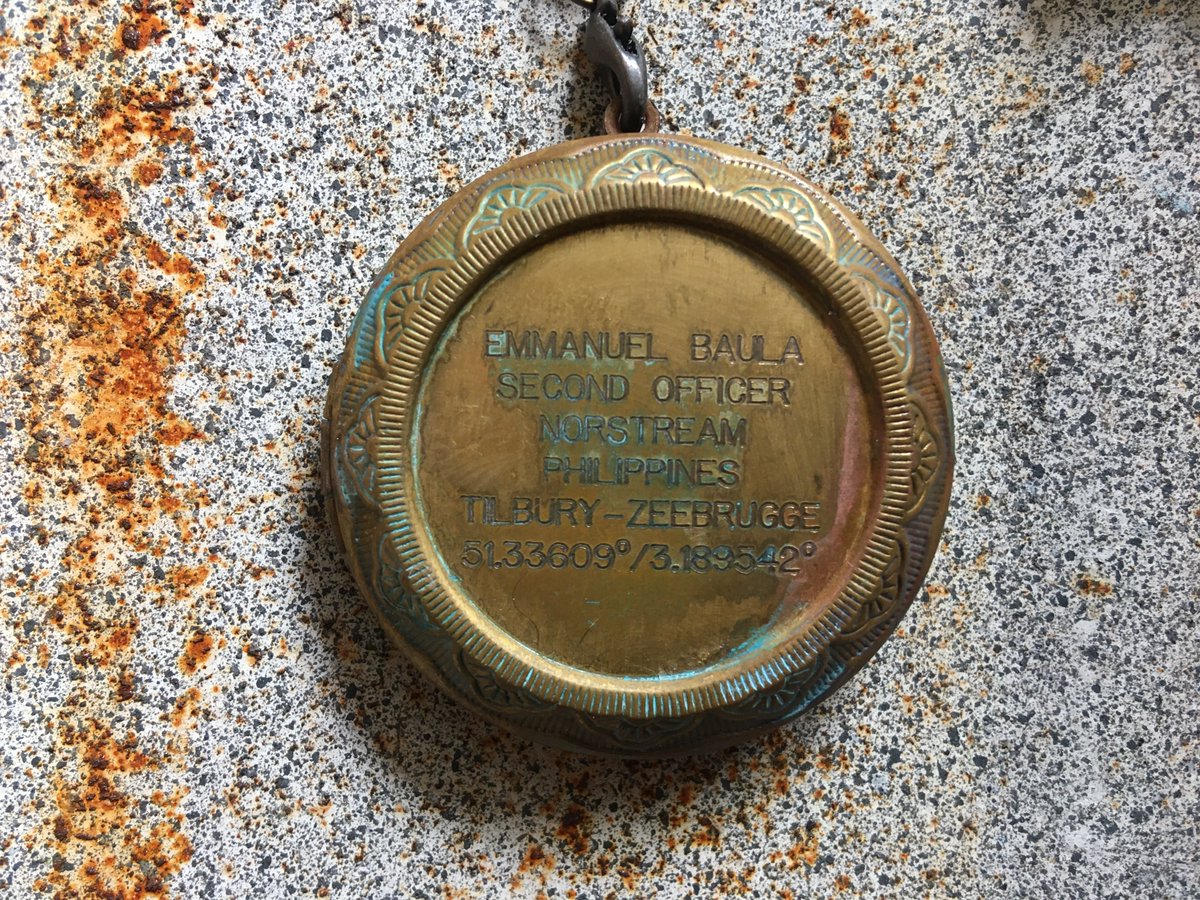 EMMANUEL BAULA
SECOND OFFICER
NORSTREAM
PHILIPPINES
TILBURY–ZEEBRUGGE
51.33609°/3.189542°